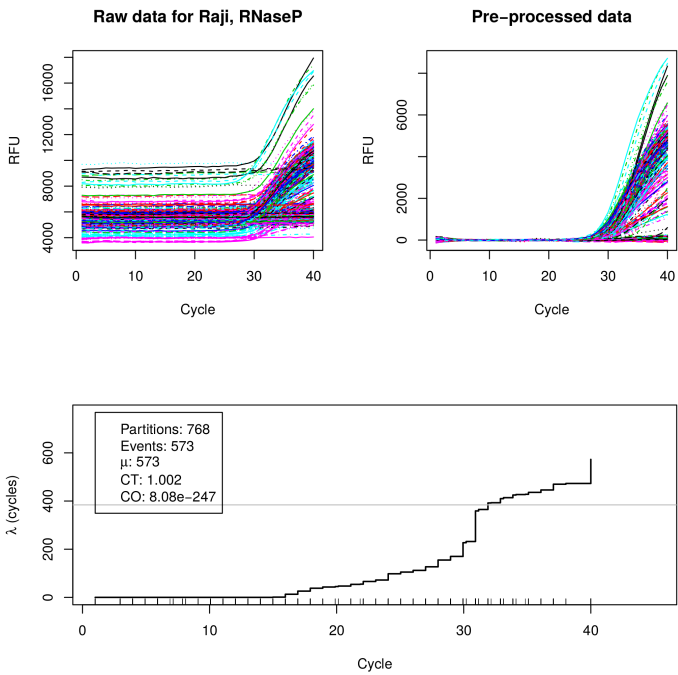 Raw data for Raji, RNaseP
RFU
4000 8000 12000 16000
0 10 20 30 40
Cycle
Pre−processed data
RFU
0 2000 6000
0 10 20 30 40
Cycle
λ (cycles)
0 200 400 600
Partitions: 768
Events: 573
μ: 573
CT: 1.002
CO: 8.08e−247
0 10 20 30 40
Cycle